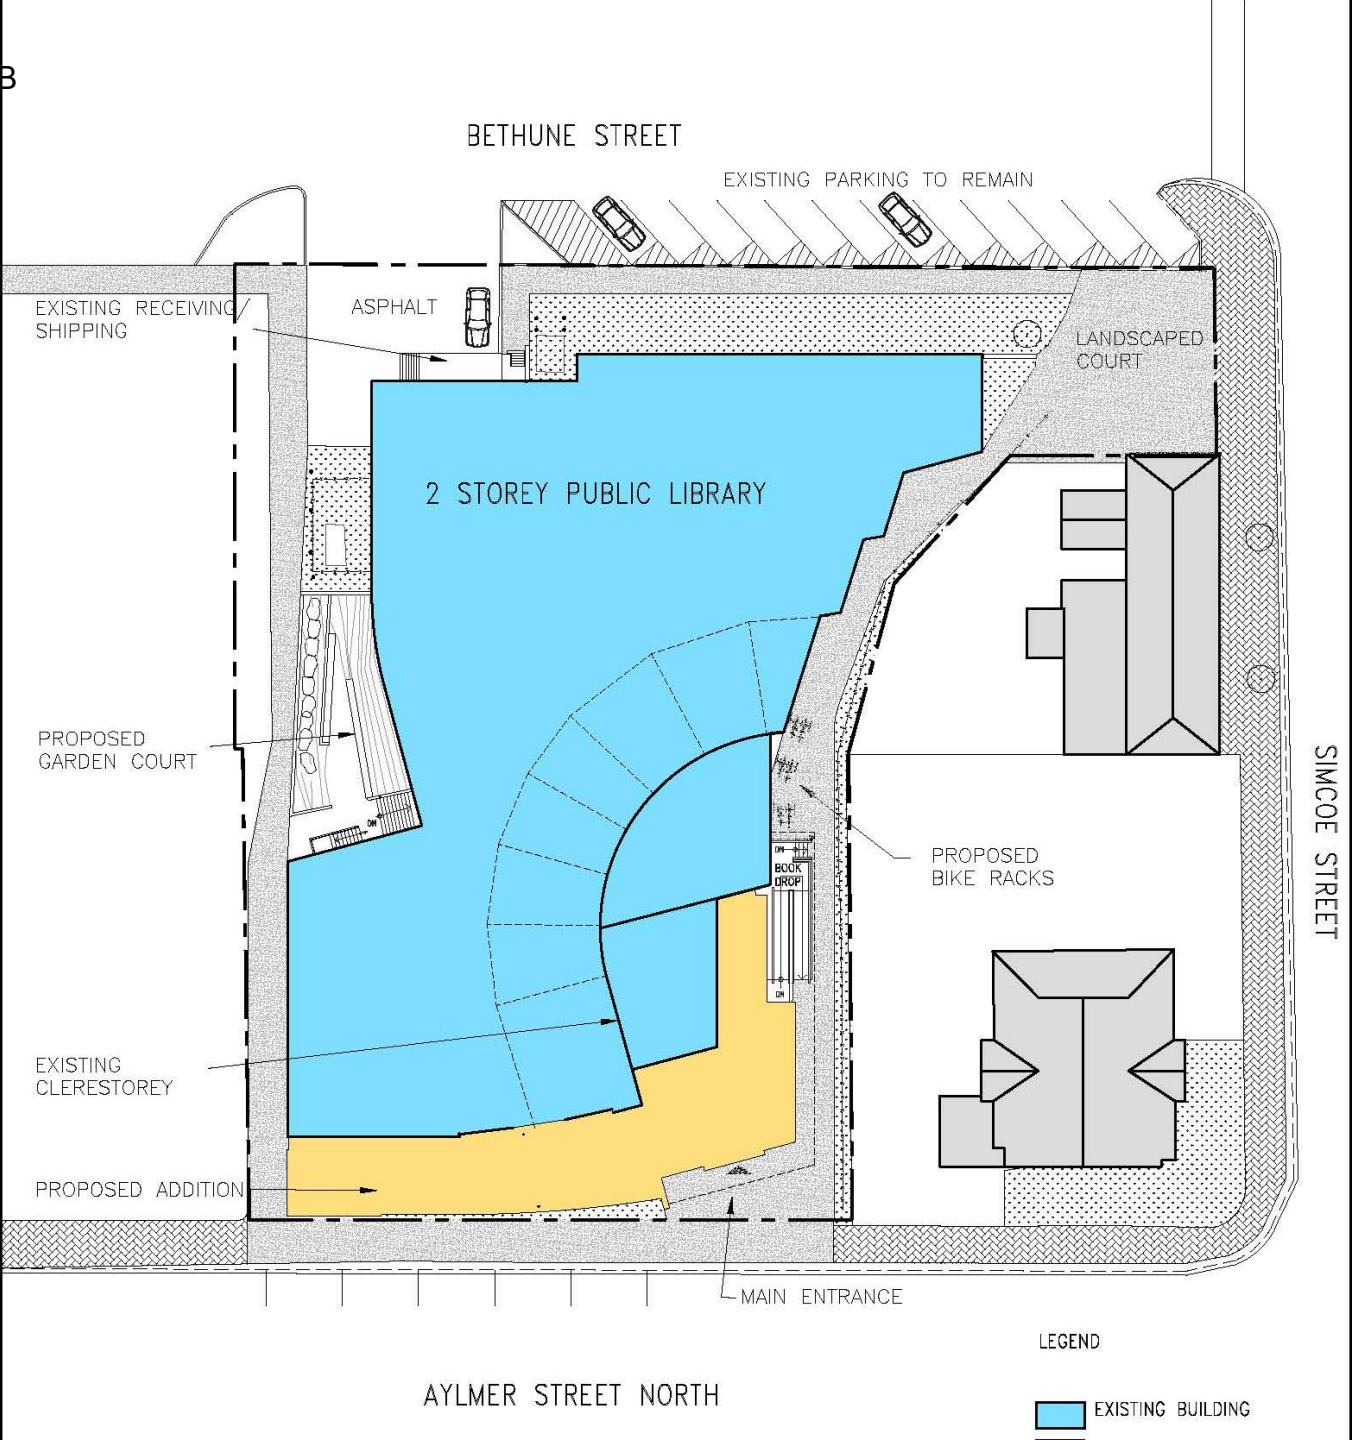 B
BETHUNE STREET
EXISTING PARKING TO REMAIN
EXISTING RECEIVING/
SHIPPING
ASPHALT
LANDSCAPED
COURT
2 STOREY PUBLIC LIBRARY
PROPOSED
GARDEN COURT
DN
SIMCOE STREET
DN
BOOK
DROP
PROPOSED
BIKE RACKS
DN
EXISTING
CLERESTOREY
PROPOSED ADDITION
MAIN ENTRANCE
LEGEND
AYLMER STREET NORTH
EXISTING BUILDING